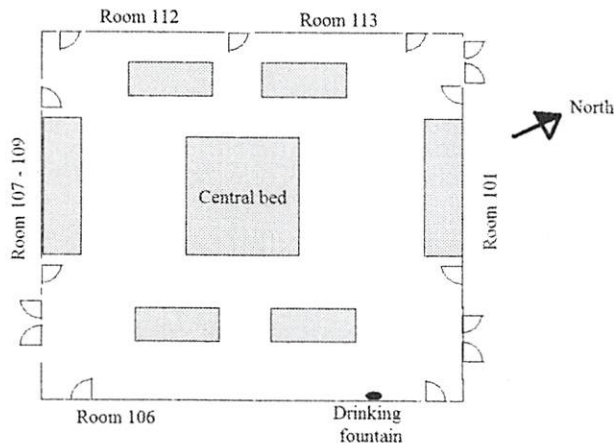 Room 112
Room 113
North
Room 107 - 109
Central bed
Room 101
Room 106
Drinking
fountain